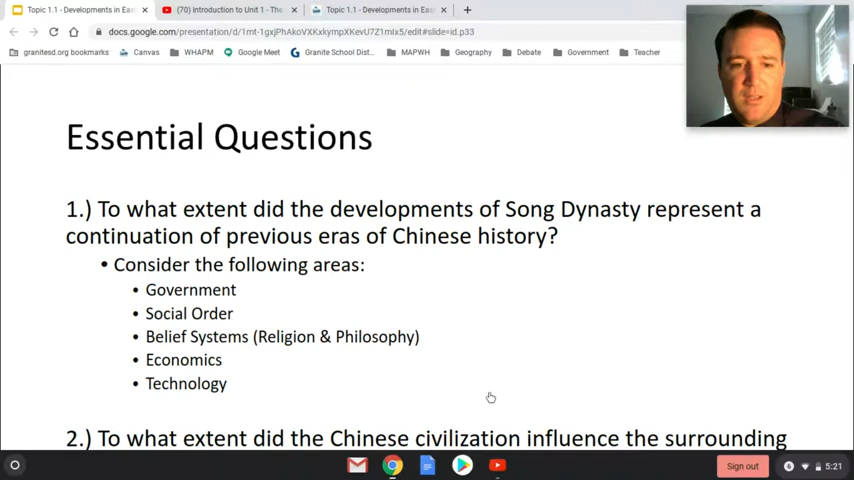 Topic 1.1 - Developments in Eas
(70) Introduction to Unit 1 - The
Topic 1.1 - Developments in Eas
docs.google.com/presentation/d/1mt-1gxjPhAkoVXKxkympXKevU7Z1mIx5/edit#slide=id.p33
granitesd.org bookmarks
Canvas
WHAPM
Google Meet
Granite School Dist...
MAPWH
Geography
Debate
Government
Teacher
Essential Questions
1.) To what extent did the developments of Song Dynasty represent a
continuation of previous eras of Chinese history?
• Consider the following areas:
• Government
• Social Order
• Belief Systems (Religion & Philosophy)
• Economics
• Technology
2.) To what extent did the Chinese civilization influence the surrounding
Sign out
6
5:21